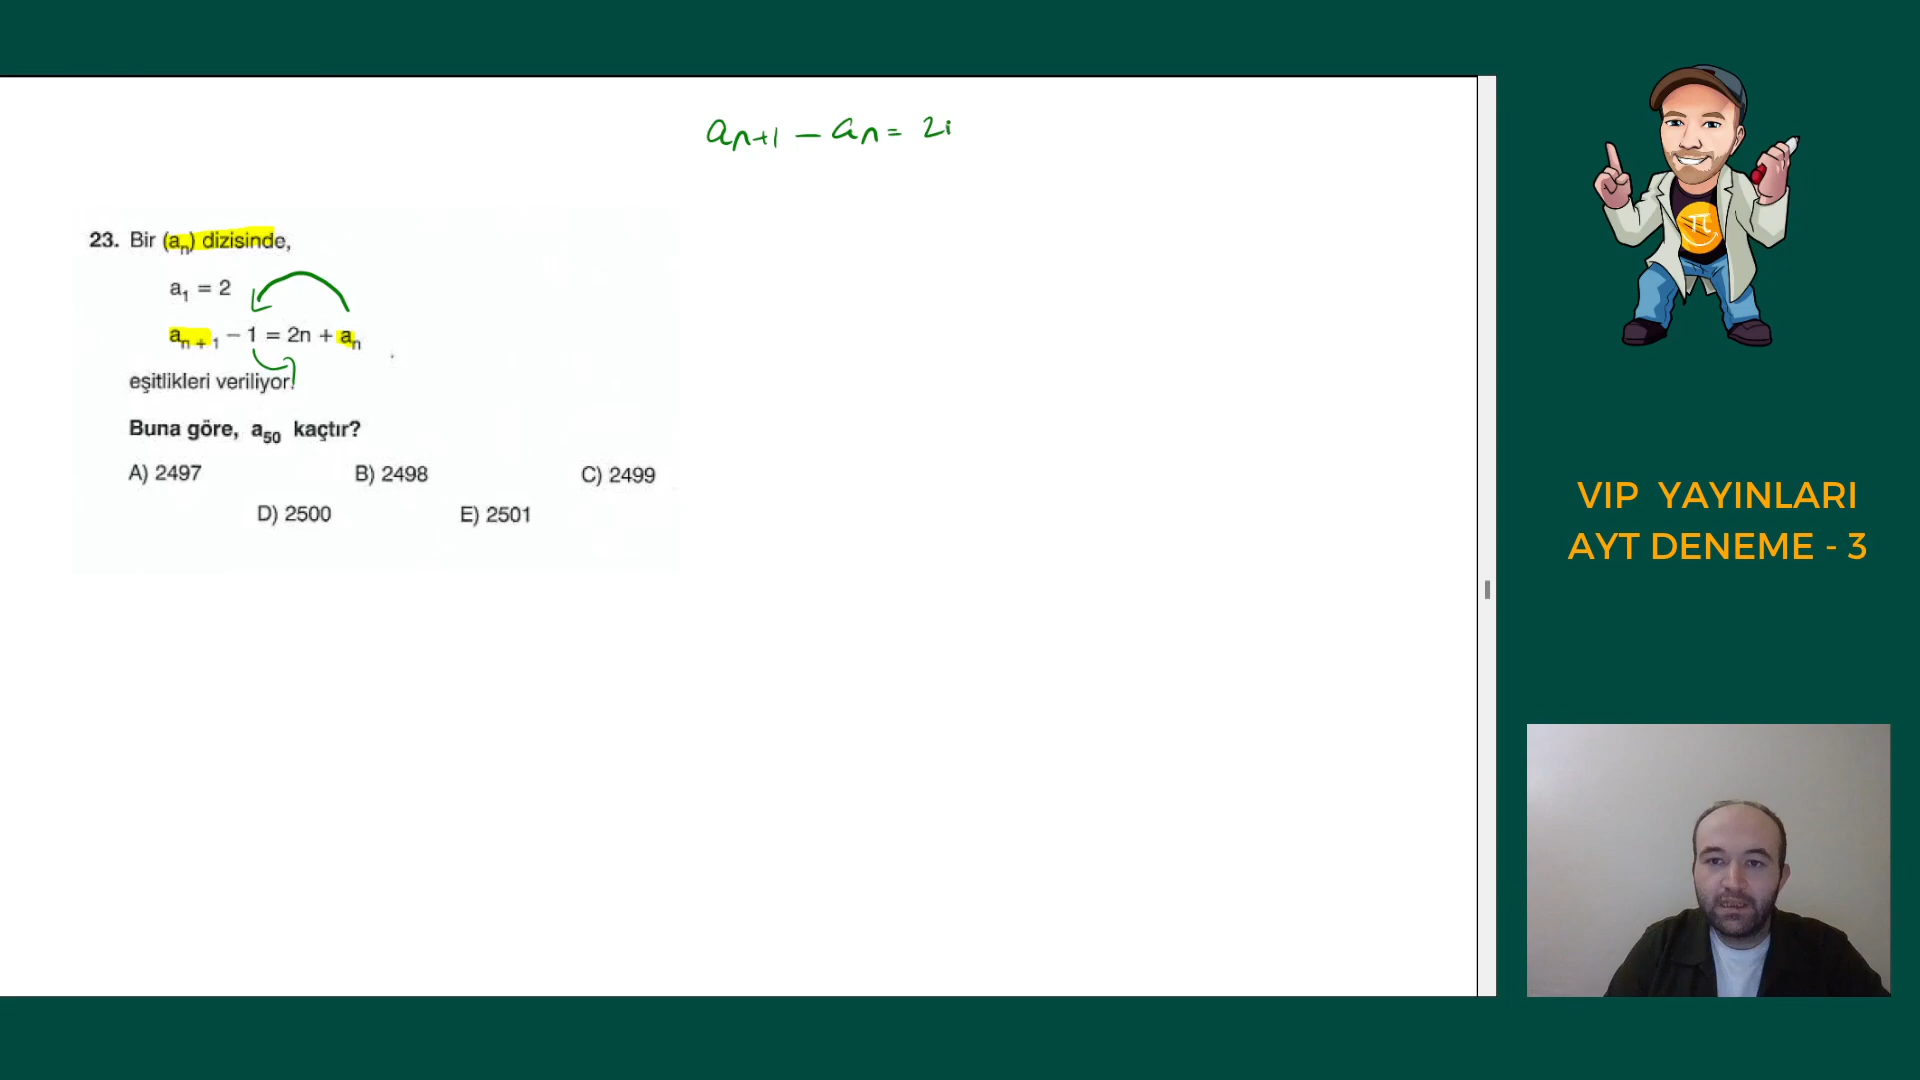 aₙ₊₁ − aₙ = 2i
23. Bir (aₙ) dizisinde,
a₁ = 2
aₙ₊₁ − 1 = 2n + aₙ
eşitlikleri veriliyor.
Buna göre, a₅₀ kaçtır?
A) 2497 B) 2498 C) 2499
D) 2500 E) 2501
π
VIP YAYINLARI
AYT DENEME - 3